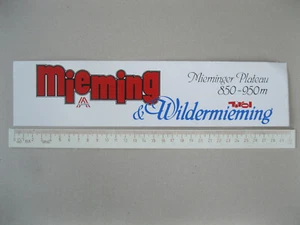 Mieming
Mieminger Plateau
850-950m
Tirol
& Wildermieming